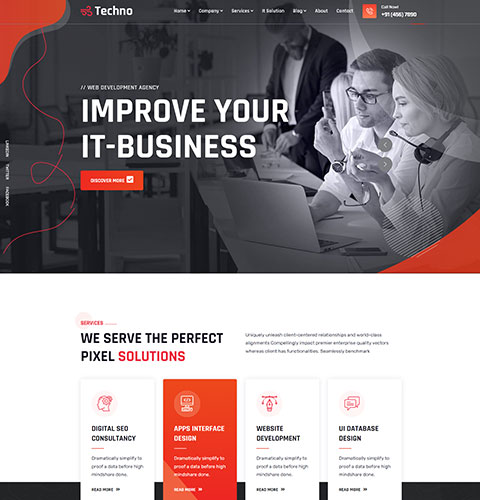 Techno
Home Company Services It Solution Blog About Contact
Call Now!
+91 (456) 7890
// WEB DEVELOPMENT AGENCY
IMPROVE YOUR
IT-BUSINESS
DISCOVER MORE
LINKEDIN
TWITTER
FACEBOOK
SERVICES
WE SERVE THE PERFECT
PIXEL SOLUTIONS
Uniquely unleash client-centered relationships and world-class
alignments Compellingly impact premier enterprise quality vectors
whereas client has functionalities. Seamlessly benchmark
DIGITAL SEO
CONSULTANCY
Dramatically simplify to
proof a data before high
mindshare done.
READ MORE
APPS INTERFACE
DESIGN
Dramatically simplify to
proof a data before high
mindshare done.
READ MORE
WEBSITE
DEVELOPMENT
Dramatically simplify to
proof a data before high
mindshare done.
READ MORE
UI DATABASE
DESIGN
Dramatically simplify to
proof a data before high
mindshare done.
READ MORE